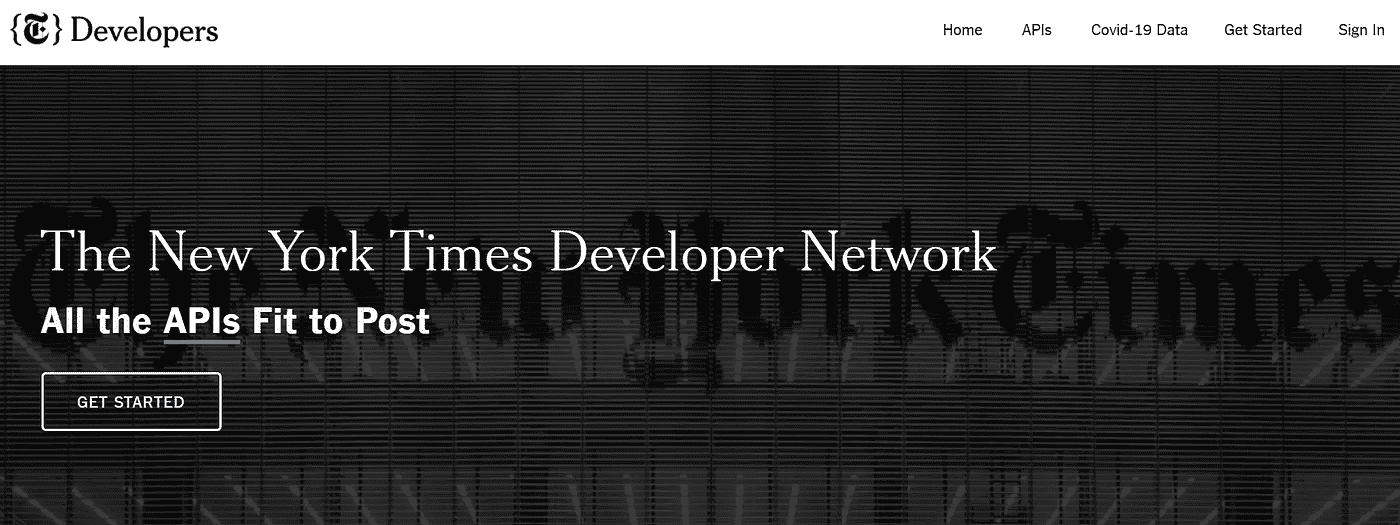 {T} Developers
Home APIs Covid-19 Data Get Started Sign In
The New York Times
The New York Times Developer Network
All the APIs Fit to Post
GET STARTED